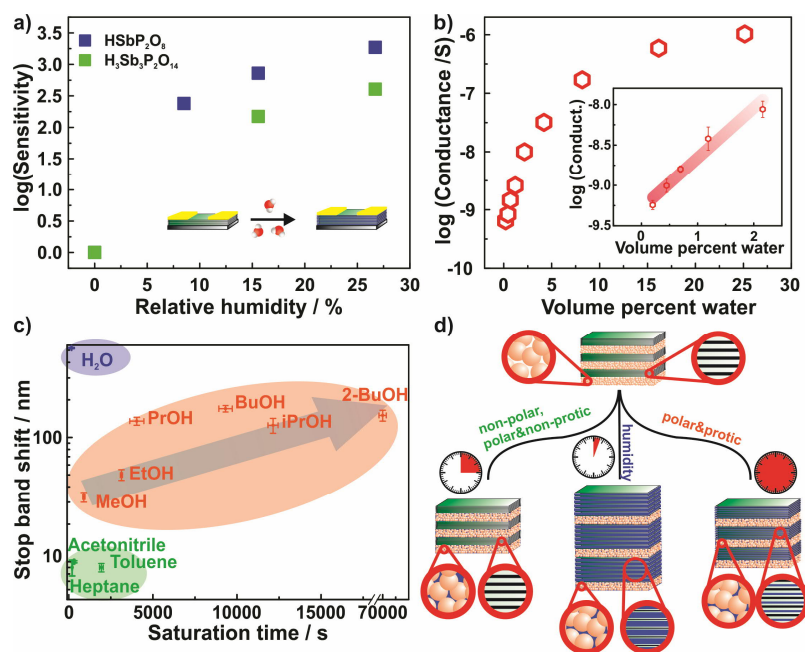 a)
HSbP₂O₈
H₃Sb₃P₂O₁₄
log(Sensitivity)
3.5
3.0
2.5
2.0
1.5
1.0
0.5
0.0
0 5 10 15 20 25 30
Relative humidity / %
b)
log (Conductance /S)
-6
-7
-8
-9
-10
0 5 10 15 20 25 30
Volume percent water
log (Conduct.)
-8.0
-8.5
-9.0
-9.5
0 1 2
Volume percent water
c)
Stop band shift / nm
100
10
H₂O
2-BuOH
BuOH
PrOH
iPrOH
EtOH
MeOH
Acetonitrile
Toluene
Heptane
0 5000 10000 15000 70000
Saturation time / s
d)
non-polar,
polar&non-protic
humidity
polar&protic